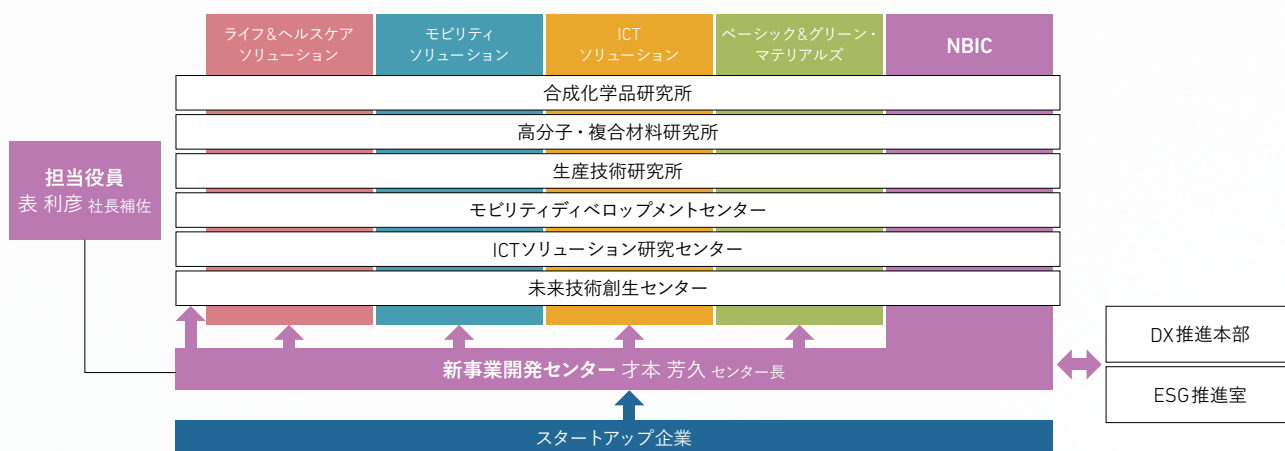 ライフ&ヘルスケア
ソリューション
モビリティ
ソリューション
ICT
ソリューション
ベーシック&グリーン・
マテリアルズ
NBIC
合成化学品研究所
高分子・複合材料研究所
生産技術研究所
モビリティディベロップメントセンター
ICTソリューション研究センター
未来技術創生センター
担当役員
表 利彦 社長補佐
新事業開発センター 才本 芳久 センター長
DX推進本部
ESG推進室
スタートアップ企業